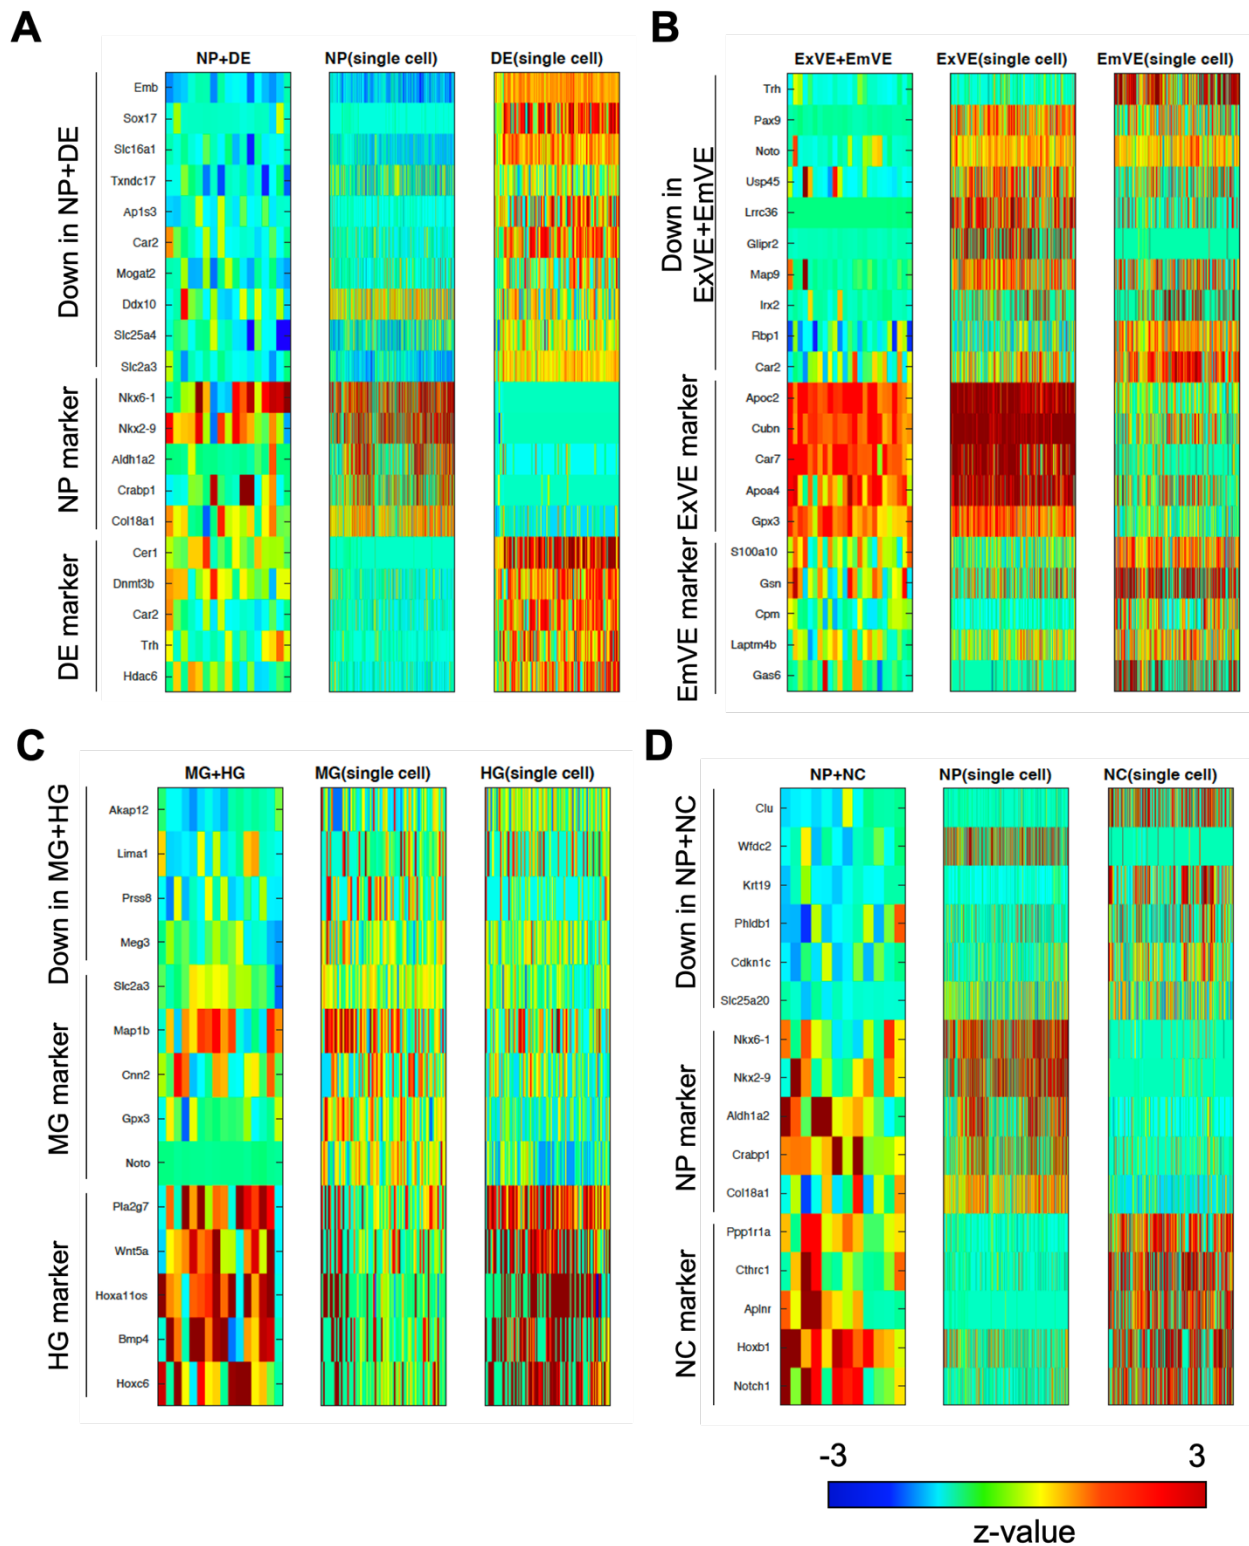 A
NP+DE NP(single cell) DE(single cell)
Down in NP+DE
Emb
Sox17
Slc16a1
Txndc17
Ap1s3
Car2
Mogat2
Ddx10
Slc25a4
Slc2a3
NP marker
Nkx6-1
Nkx2-9
Aldh1a2
Crabp1
Col18a1
DE marker
Cer1
Dnmt3b
Car2
Trh
Hdac6
B
ExVE+EmVE ExVE(single cell) EmVE(single cell)
Down in
ExVE+EmVE
Trh
Pax9
Noto
Usp45
Lrrc36
Glipr2
Map9
Irx2
Rbp1
Car2
ExVE marker
Apoc2
Cubn
Car7
Apoa4
Gpx3
EmVE marker
S100a10
Gsn
Cpm
Laptm4b
Gas6
C
MG+HG MG(single cell) HG(single cell)
Down in MG+HG
Akap12
Lima1
Prss8
Meg3
MG marker
Slc2a3
Map1b
Cnn2
Gpx3
Noto
HG marker
Pla2g7
Wnt5a
Hoxa11os
Bmp4
Hoxc6
D
NP+NC NP(single cell) NC(single cell)
Down in NP+NC
Clu
Wfdc2
Krt19
Phldb1
Cdkn1c
Slc25a20
NP marker
Nkx6-1
Nkx2-9
Aldh1a2
Crabp1
Col18a1
NC marker
Ppp1r1a
Cthrc1
Aplnr
Hoxb1
Notch1
-3 3
z-value